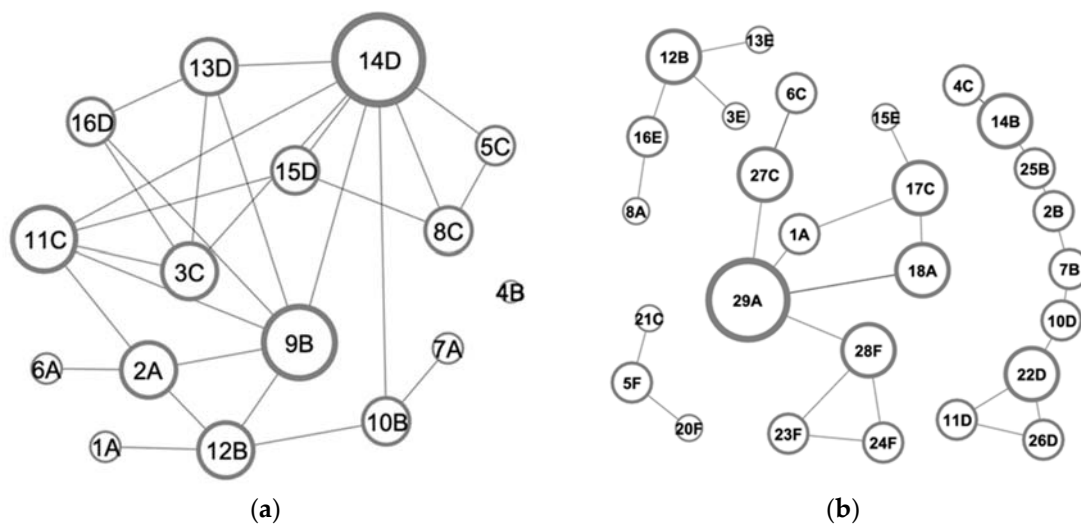 14D
13D
16D
5C
15D
11C
8C
3C
4B
9B
7A
6A
2A
10B
1A
12B
(a)
13E
12B
6C
4C
3E
15E
14B
16E
27C
25B
17C
8A
2B
1A
18A
7B
29A
21C
10D
28F
5F
22D
20F
23F
24F
11D
26D
(b)